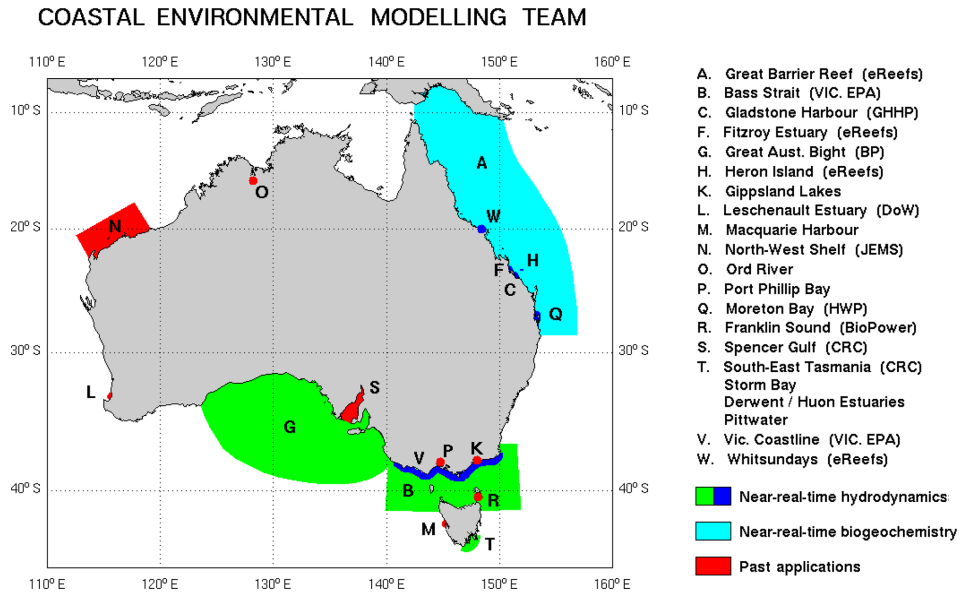 COASTAL ENVIRONMENTAL MODELLING TEAM
110° E 120° E 130° E 140° E 150° E 160° E
10° S 10° S
A
O
N
W
20° S 20° S
H
F
C
Q
30° S 30° S
L
S
G
P K
V
40° S 40° S
B
R
M
T
110° E 120° E 130° E 140° E 150° E 160° E
A. Great Barrier Reef (eReefs)
B. Bass Strait (VIC. EPA)
C. Gladstone Harbour (GHHP)
F. Fitzroy Estuary (eReefs)
G. Great Aust. Bight (BP)
H. Heron Island (eReefs)
K. Gippsland Lakes
L. Leschenault Estuary (DoW)
M. Macquarie Harbour
N. North-West Shelf (JEMS)
O. Ord River
P. Port Phillip Bay
Q. Moreton Bay (HWP)
R. Franklin Sound (BioPower)
S. Spencer Gulf (CRC)
T. South-East Tasmania (CRC)
Storm Bay
Derwent / Huon Estuaries
Pittwater
V. Vic. Coastline (VIC. EPA)
W. Whitsundays (eReefs)
Near-real-time hydrodynamics
Near-real-time biogeochemistry
Past applications